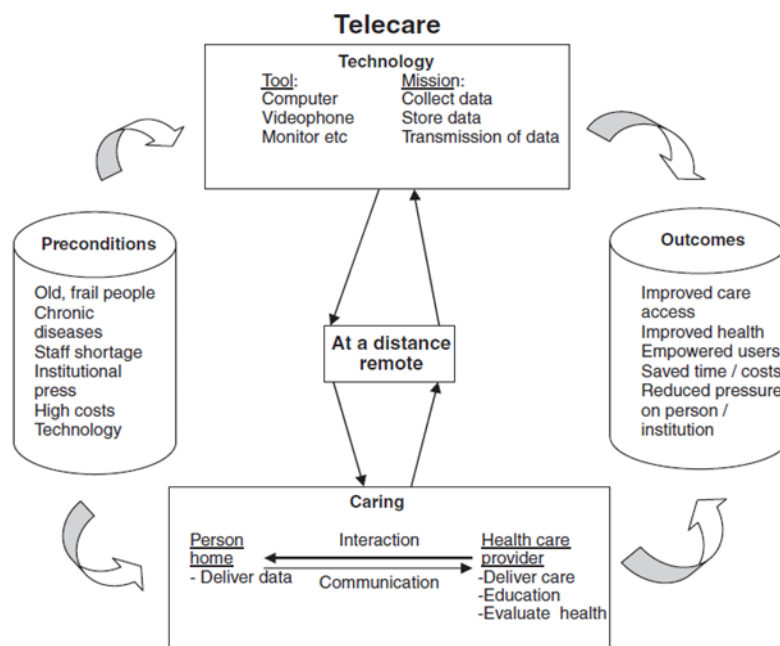 Telecare
Technology
Tool:
Computer
Videophone
Monitor etc
Mission:
Collect data
Store data
Transmission of data
Preconditions
Old, frail people
Chronic
diseases
Staff shortage
Institutional
press
High costs
Technology
At a distance
remote
Outcomes
Improved care
access
Improved health
Empowered users
Saved time / costs
Reduced pressure
on person /
institution
Caring
Person
home
- Deliver data
Interaction
Communication
Health care
provider
-Deliver care
-Education
-Evaluate health